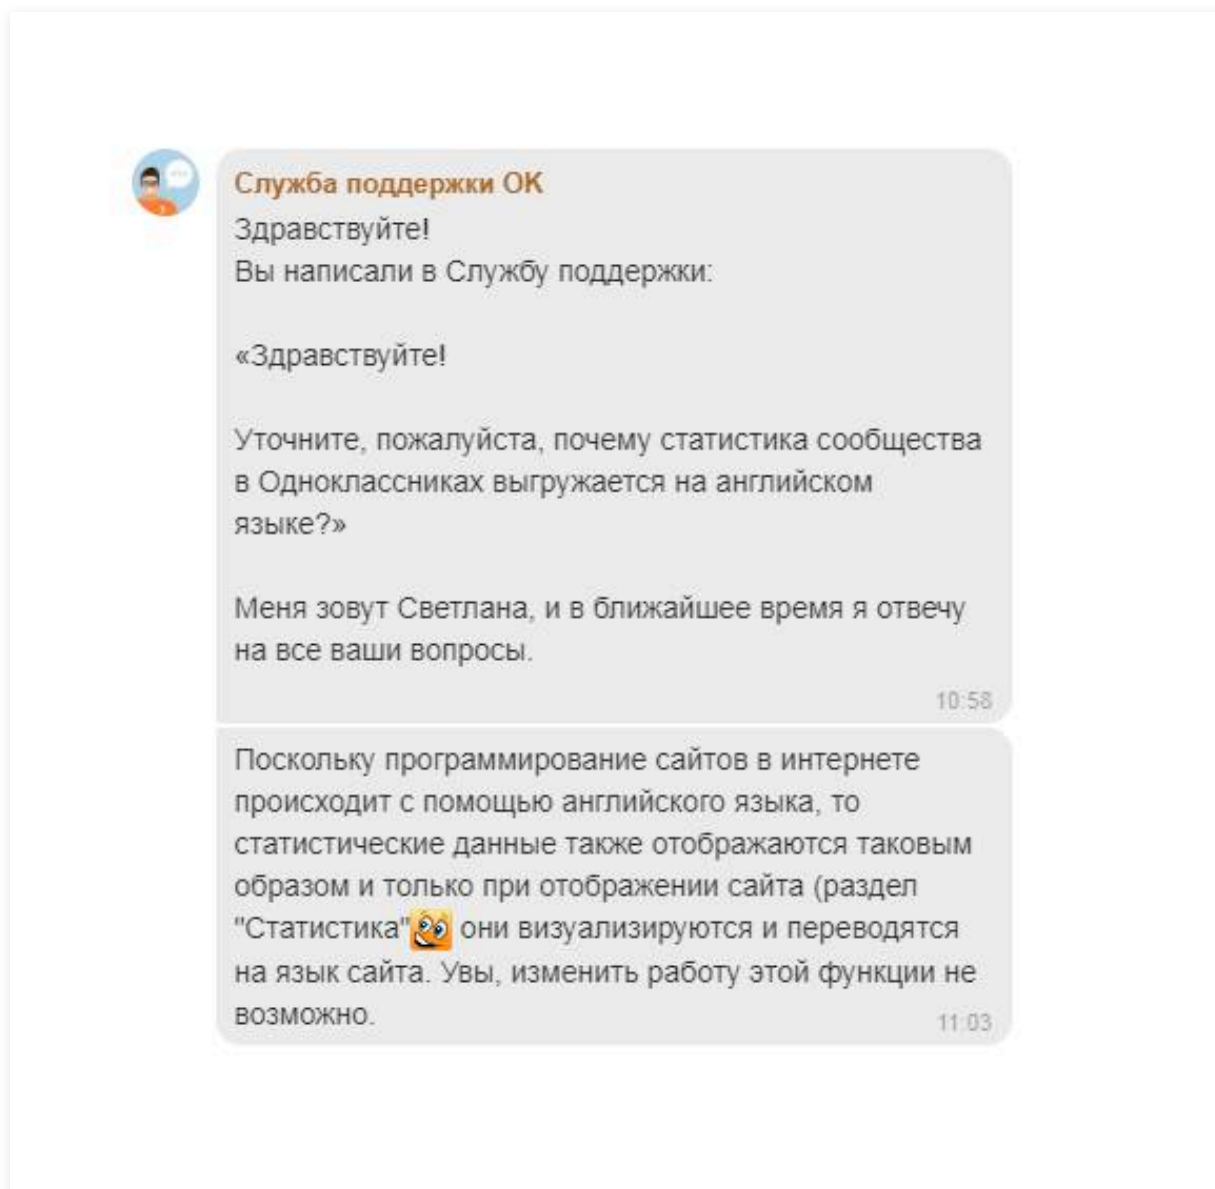 Служба поддержки OK
Здравствуйте!
Вы написали в Службу поддержки:
«Здравствуйте!
Уточните, пожалуйста, почему статистика сообщества
в Одноклассниках выгружается на английском
языке?»
Меня зовут Светлана, и в ближайшее время я отвечу
на все ваши вопросы.
10:58
Поскольку программирование сайтов в интернете
происходит с помощью английского языка, то
статистические данные также отображаются таковым
образом и только при отображении сайта (раздел
"Статистика" они визуализируются и переводятся
на язык сайта. Увы, изменить работу этой функции не
возможно.
11:03